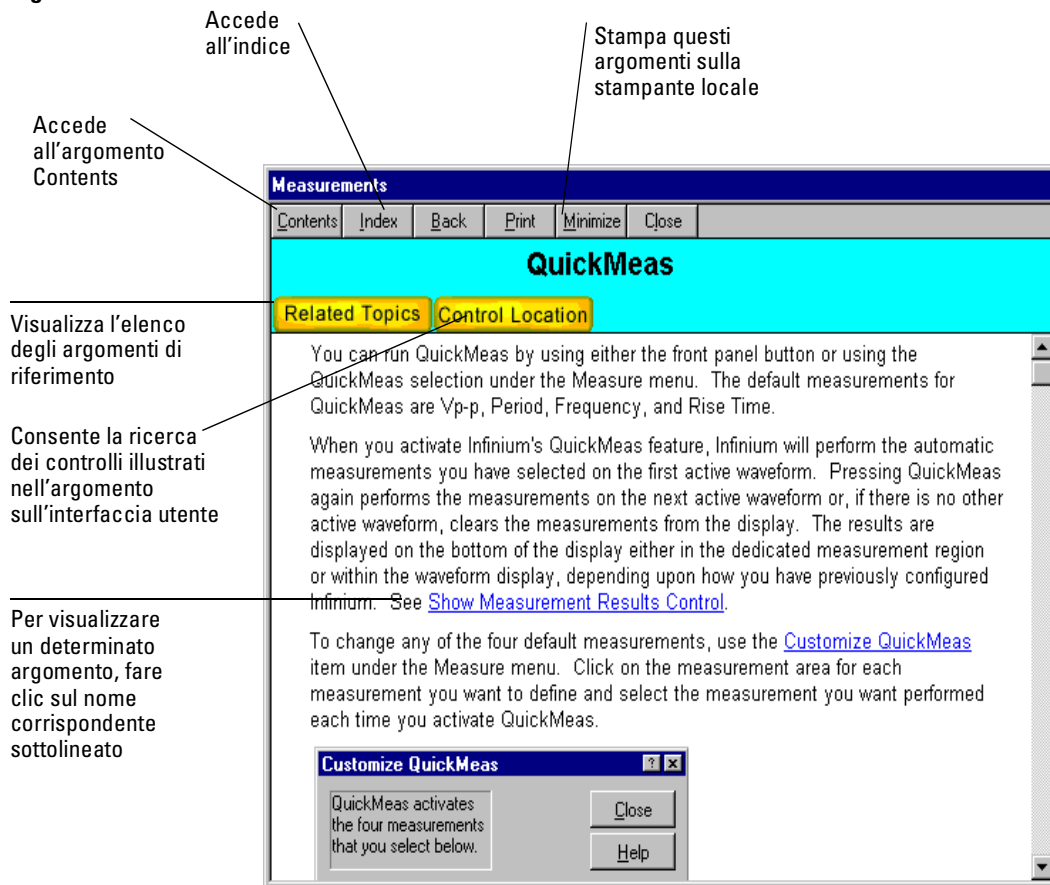 Accede
all'indice
Stampa questi
argomenti sulla
stampante locale
Accede
all'argomento
Contents
Measurements
Contents Index Back Print Minimize Close
QuickMeas
Related Topics Control Location
Visualizza l'elenco
degli argomenti di
riferimento
Consente la ricerca
dei controlli illustrati
nell'argomento
sull'interfaccia utente
Per visualizzare
un determinato
argomento, fare
clic sul nome
corrispondente
sottolineato
You can run QuickMeas by using either the front panel button or using the
QuickMeas selection under the Measure menu. The default measurements for
QuickMeas are Vp-p, Period, Frequency, and Rise Time.
When you activate Infinium's QuickMeas feature, Infinium will perform the automatic
measurements you have selected on the first active waveform. Pressing QuickMeas
again performs the measurements on the next active waveform or, if there is no other
active waveform, clears the measurements from the display. The results are
displayed on the bottom of the display either in the dedicated measurement region
or within the waveform display, depending upon how you have previously configured
Infinium. See Show Measurement Results Control.
To change any of the four default measurements, use the Customize QuickMeas
item under the Measure menu. Click on the measurement area for each
measurement you want to define and select the measurement you want performed
each time you activate QuickMeas.
Customize QuickMeas
QuickMeas activates
the four measurements
that you select below.
Close
Help